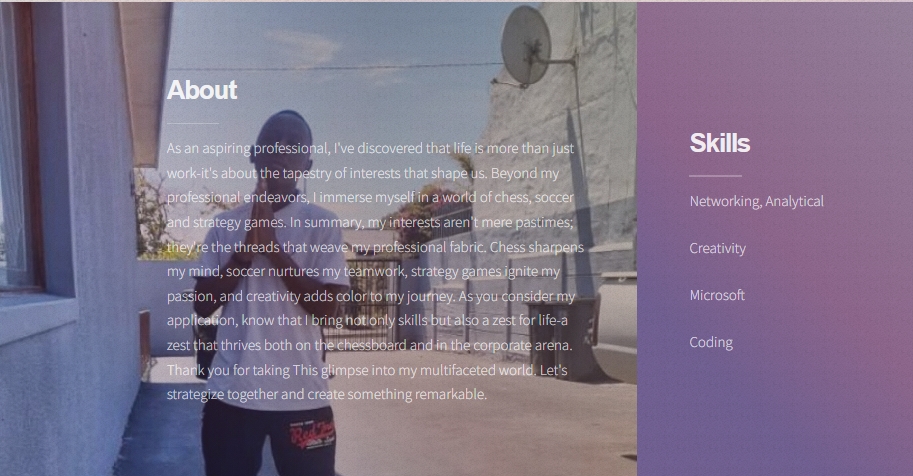 About
As an aspiring professional, I've discovered that life is more than just
work-it's about the tapestry of interests that shape us. Beyond my
professional endeavors, I immerse myself in a world of chess, soccer
and strategy games. In summary, my interests aren't mere pastimes;
they're the threads that weave my professional fabric. Chess sharpens
my mind, soccer nurtures my teamwork, strategy games ignite my
passion, and creativity adds color to my journey. As you consider my
application, know that I bring not only skills but also a zest for life-a
zest that thrives both on the chessboard and in the corporate arena.
Thank you for taking This glimpse into my multifaceted world. Let's
strategize together and create something remarkable.
Skills
Networking, Analytical
Creativity
Microsoft
Coding